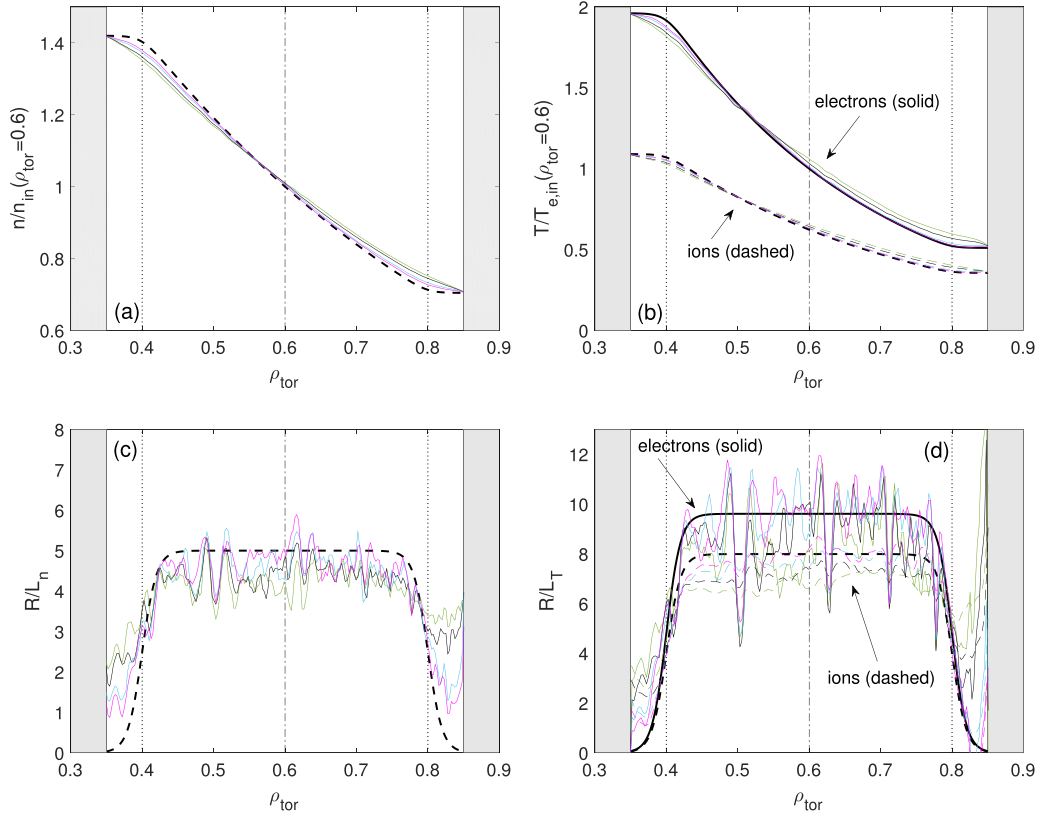 n/n_in(ρ_tor=0.6)
1.4
1.2
1
0.8
0.6
(a)
0.3 0.4 0.5 0.6 0.7 0.8 0.9
ρ_tor
T/T_e,in(ρ_tor=0.6)
2
1.5
1
0.5
0
electrons (solid)
ions (dashed)
(b)
0.3 0.4 0.5 0.6 0.7 0.8 0.9
ρ_tor
R/L_n
8
7
6
5
4
3
2
1
0
(c)
0.3 0.4 0.5 0.6 0.7 0.8 0.9
ρ_tor
R/L_T
12
10
8
6
4
2
0
electrons (solid)
(d)
ions (dashed)
0.3 0.4 0.5 0.6 0.7 0.8 0.9
ρ_tor